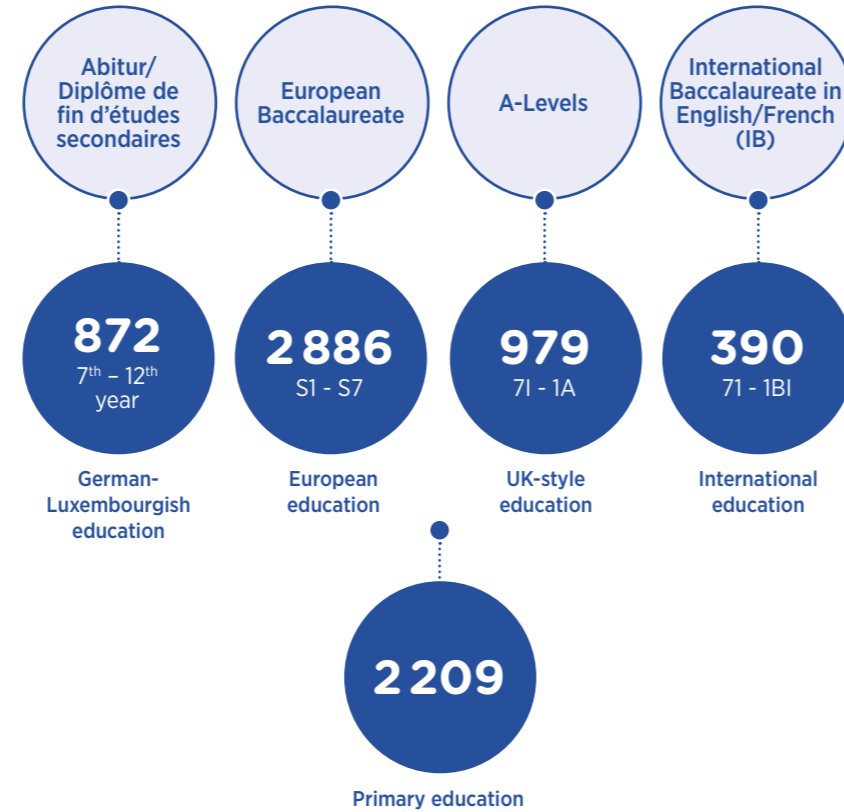 Abitur/
Diplôme de
fin d’études
secondaires
European
Baccalaureate
A-Levels
International
Baccalaureate in
English/French
(IB)
872
7th – 12th
year
2 886
S1 - S7
979
7I - 1A
390
71 - 1BI
German-
Luxembourgish
education
European
education
UK-style
education
International
education
2 209
Primary education